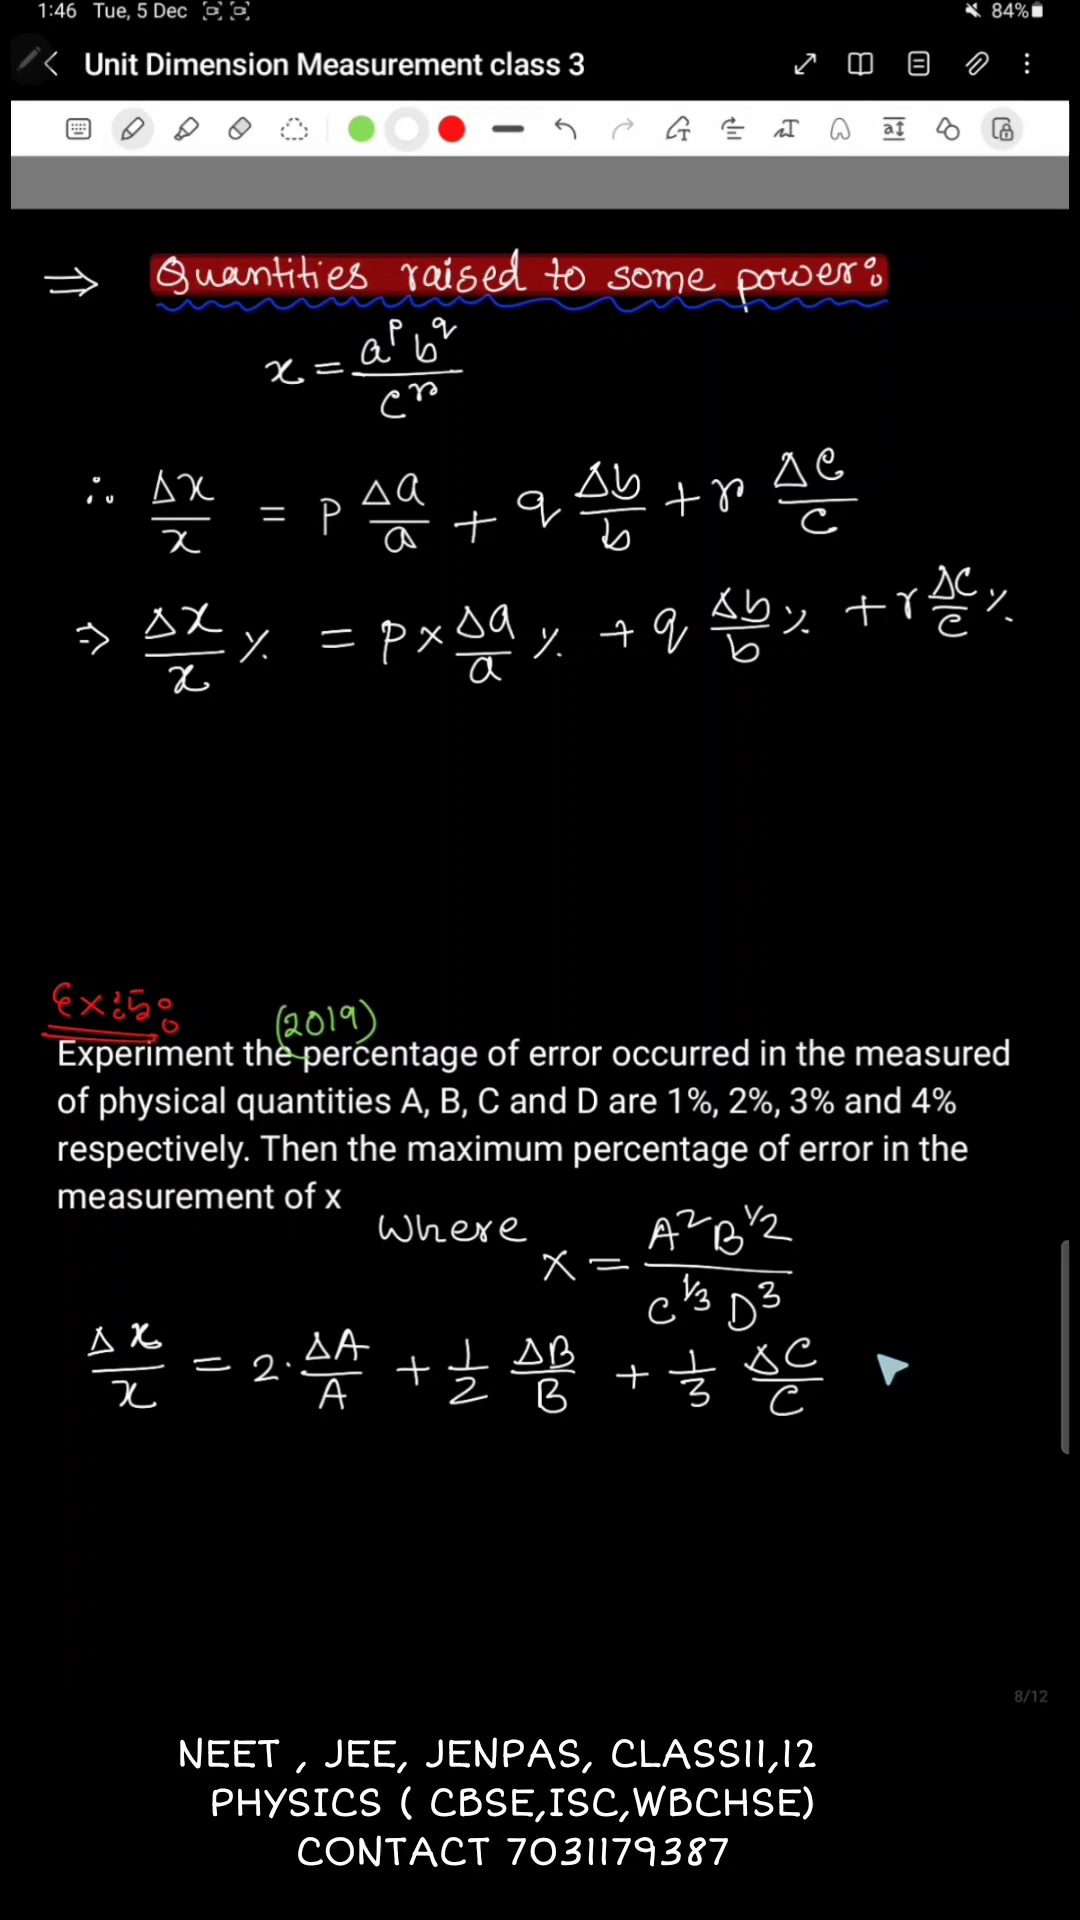 1:46 Tue, 5 Dec
84%
Unit Dimension Measurement class 3
⇒ Quantities raised to some power:
x = a^p b^q / c^r
∴ Δx/x = p Δa/a + q Δb/b + r Δc/c
⇒ Δx/x % = p × Δa/a % + q Δb/b % + r Δc/c %
Ex:5:
(2019)
Experiment the percentage of error occurred in the measured
of physical quantities A, B, C and D are 1%, 2%, 3% and 4%
respectively. Then the maximum percentage of error in the
measurement of x
Where x = A^2 B^1/2 / C^1/3 D^3
Δx/x = 2. ΔA/A + 1/2 ΔB/B + 1/3 ΔC/C
8/12
NEET , JEE, JENPAS, CLASS11,12
PHYSICS ( CBSE,ISC,WBCHSE)
CONTACT 7031179387